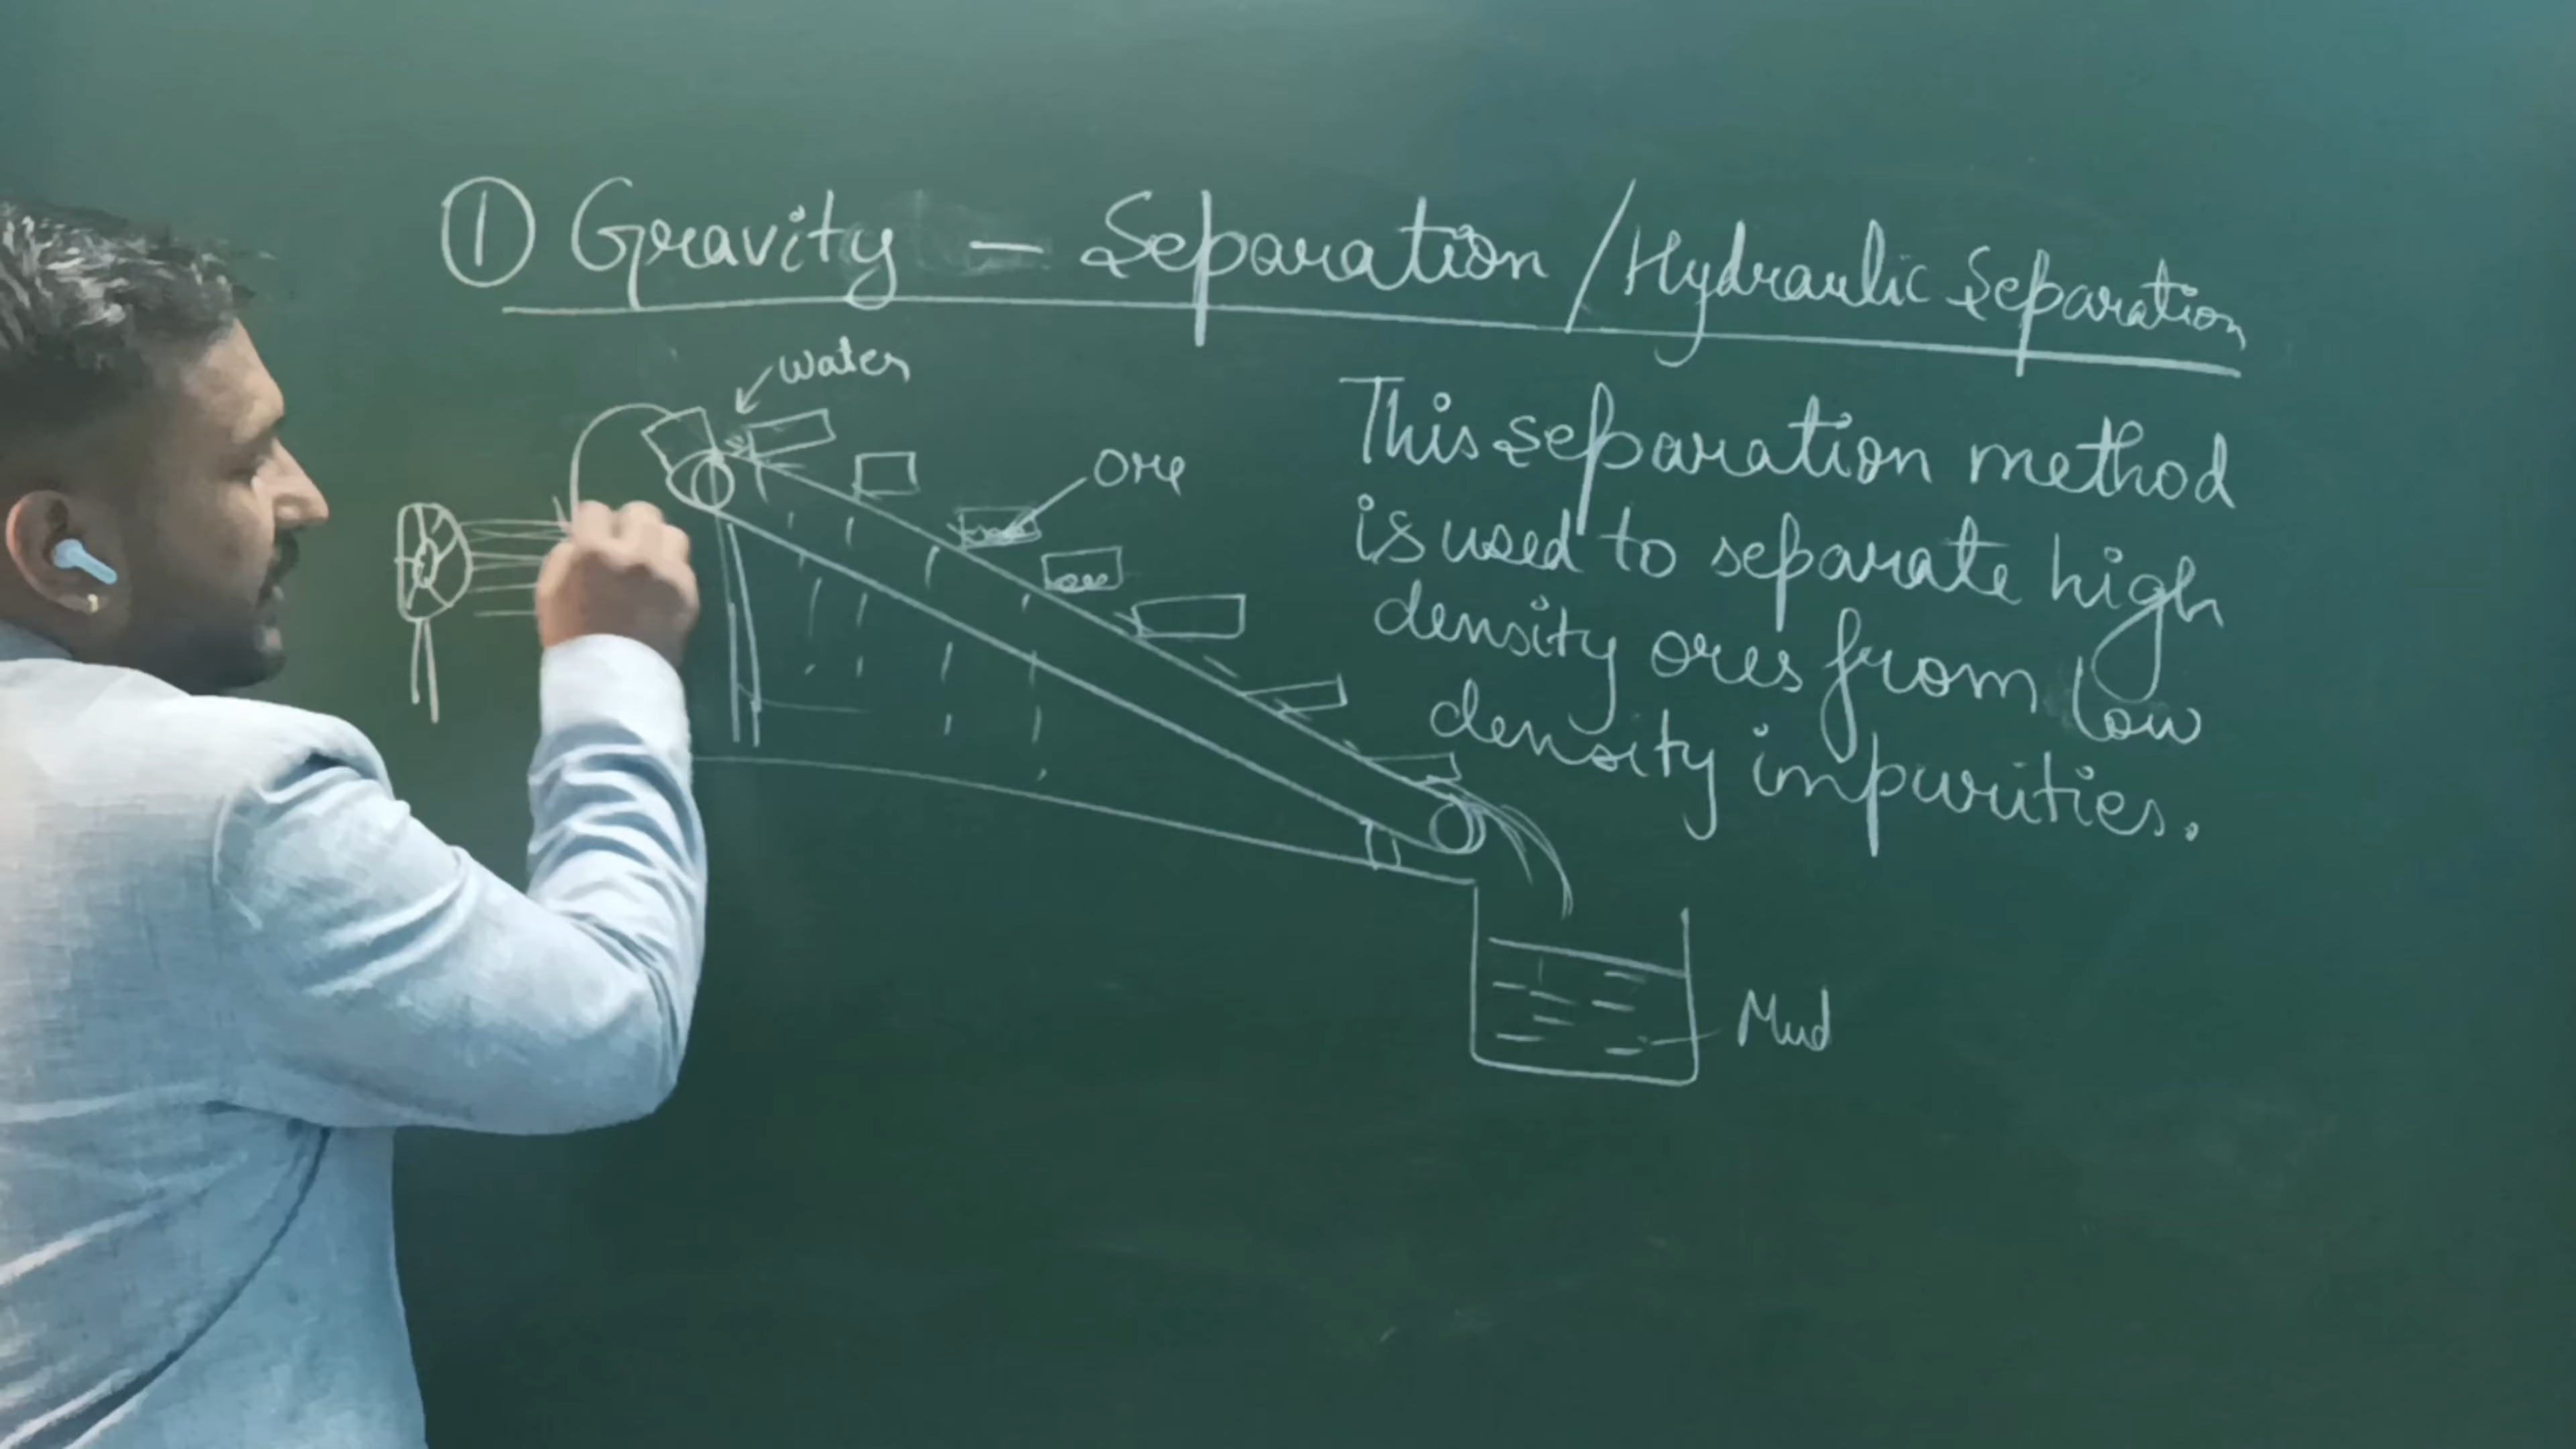 ① Gravity - Separation / Hydraulic Separation
water
ore
This separation method
is used to separate high
density ores from low
density impurities.
Mud